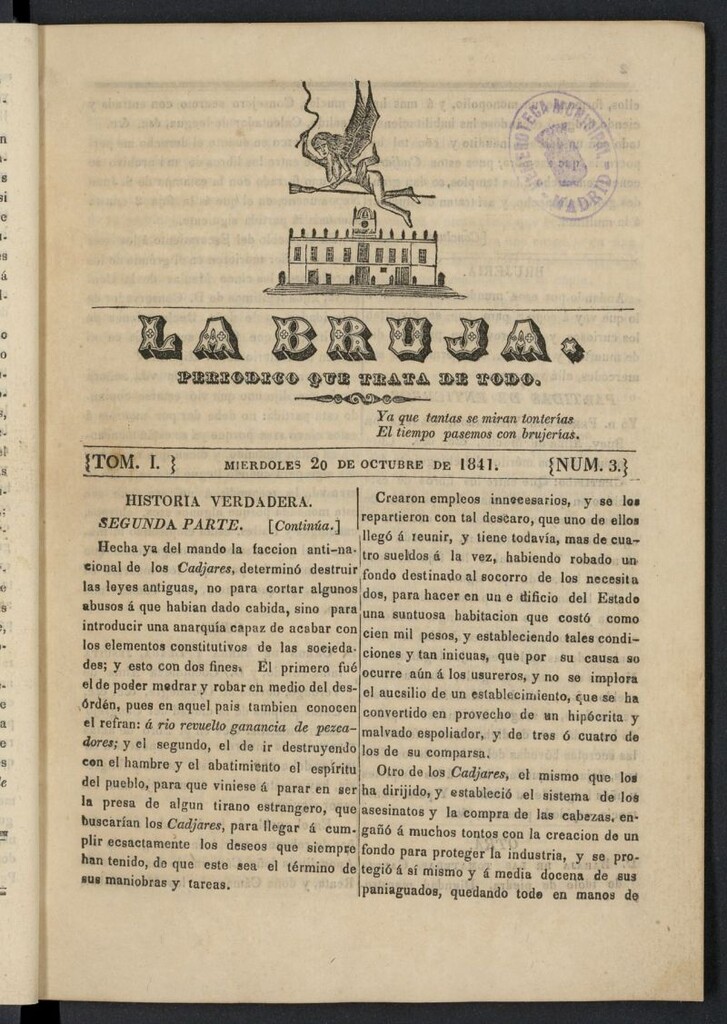 HEMEROTECA MUNICIPAL
MADRID
LA BRUJA.
PERIODICO QUE TRATA DE TODO.
Ya que tantas se miran tonterías
El tiempo pasemos con brujerías.
{TOM. I. } MIERDOLES 20 DE OCTUBRE DE 1841. {NUM. 3.}
HISTORIA VERDADERA.
SEGUNDA PARTE. [Continúa.]
Hecha ya del mando la faccion anti-na-
cional de los Cadjares, determinó destruir
las leyes antiguas, no para cortar algunos
abusos á que habian dado cabida, sino para
introducir una anarquía capaz de acabar con
los elementos constitutivos de las socieda-
des; y esto con dos fines. El primero fué
el de poder medrar y robar en medio del des-
órdén, pues en aquel pais tambien conocen
el refran: á rio revuelto ganancia de pezca-
dores; y el segundo, el de ir destruyendo
con el hambre y el abatimiento el espíritu
del pueblo, para que viniese á parar en ser
la presa de algun tirano estrangero, que
buscarían los Cadjares, para llegar á cum-
plir ecsactamente los deseos que siempre
han tenido, de que este sea el término de
sus maniobras y tareas.
Crearon empleos innecesarios, y se los
repartieron con tal descaro, que uno de ellos
llegó á reunir, y tiene todavía, mas de cua-
tro sueldos á la vez, habiendo robado un
fondo destinado al socorro de los necesita
dos, para hacer en un e dificio del Estado
una suntuosa habitacion que costó como
cien mil pesos, y estableciendo tales condi-
ciones y tan inicuas, que por su causa so
ocurre aún á los usureros, y no se implora
el aucsilio de un establecimiento, que se ha
convertido en provecho de un hipócrita y
malvado espoliador, y de tres ó cuatro de
los de su comparsa.
Otro de los Cadjares, el mismo que los
ha dirijido, y estableció el sistema de los
asesinatos y la compra de las cabezas, en-
gañó á muchos tontos con la creacion de un
fondo para proteger la industria, y se pro-
tegió á sí mismo y á media docena de sus
paniaguados, quedando todo en manos de